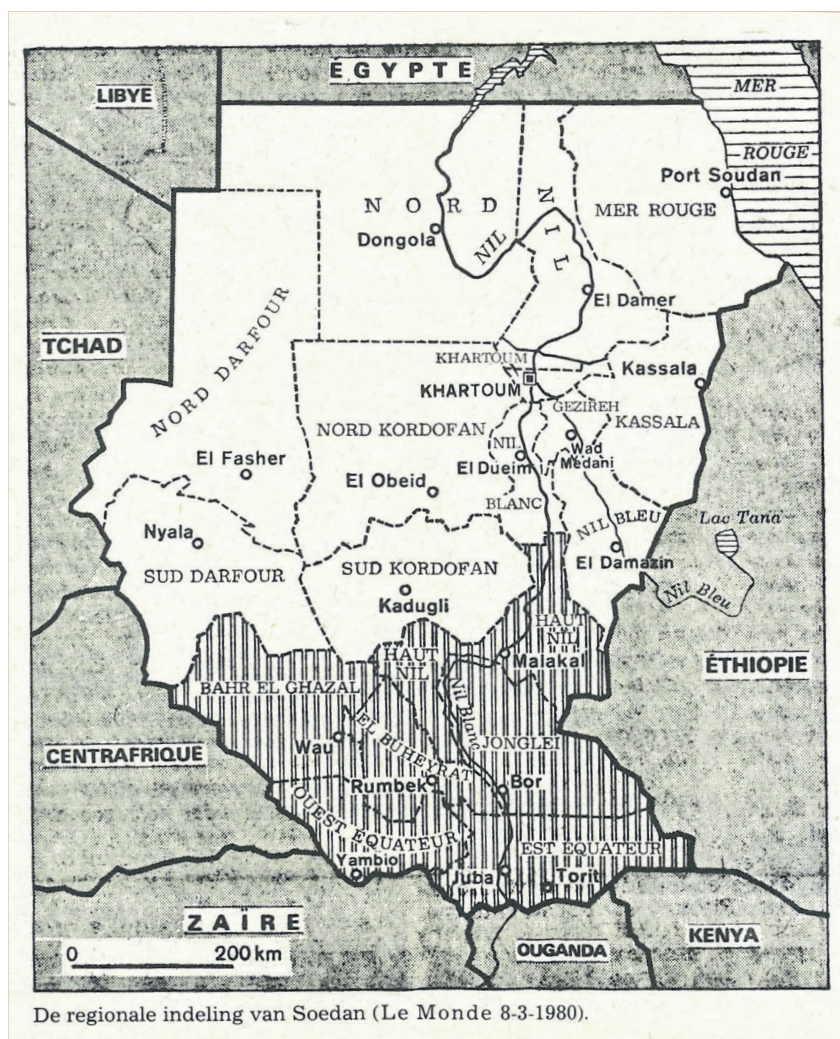 ÉGYPTE
LIBYE
MER
ROUGE
Port Soudan
NORD
NIL
MER ROUGE
Dongola
NIL
El Damer
TCHAD
NORD DARFOUR
KHARTOUM
KHARTOUM
Kassala
GEZIREH
KASSALA
NORD KORDOFAN
NIL
Wad
Medani
El Fasher
El Dueim
El Obeid
BLANC
NIL BLEU
Lac Tana
Nyala
El Damazin
SUD DARFOUR
SUD KORDOFAN
Kadugli
Nil Bleu
HAUT
NIL
HAUT
NIL
Malakal
ÉTHIOPIE
BAHR EL GHAZAL
Nil Blanc
EL BUHEYRAT
JONGLEI
Wau
CENTRAFRIQUE
Rumbek
Bor
OUEST EQUATEUR
EST EQUATEUR
Yambio
Juba
Torit
ZAÏRE
OUGANDA
KENYA
0 200 km
De regionale indeling van Soedan (Le Monde 8-3-1980).